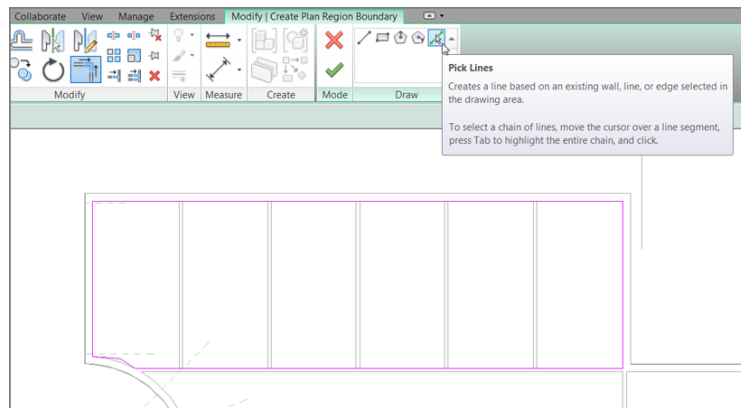 Collaborate View Manage Extensions Modify | Create Plan Region Boundary
Modify View Measure Create Mode Draw
Pick Lines
Creates a line based on an existing wall, line, or edge selected in
the drawing area.
To select a chain of lines, move the cursor over a line segment,
press Tab to highlight the entire chain, and click.